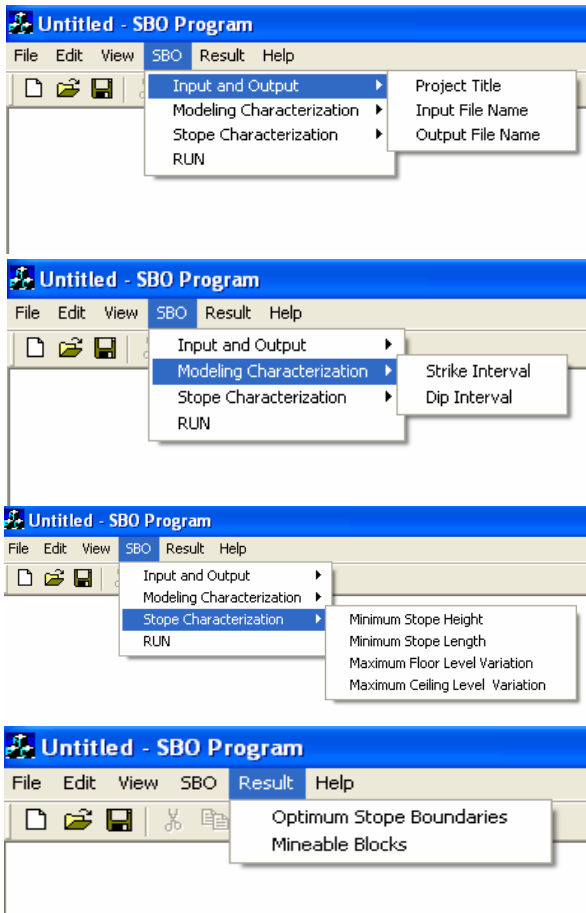 Untitled - SBO Program
File Edit View SBO Result Help
Input and Output Project Title
Modeling Characterization Input File Name
Stope Characterization Output File Name
RUN
Untitled - SBO Program
File Edit View SBO Result Help
Input and Output
Modeling Characterization Strike Interval
Stope Characterization Dip Interval
RUN
Untitled - SBO Program
File Edit View SBO Result Help
Input and Output
Modeling Characterization
Stope Characterization Minimum Stope Height
RUN Minimum Stope Length
Maximum Floor Level Variation
Maximum Ceiling Level Variation
Untitled - SBO Program
File Edit View SBO Result Help
Optimum Stope Boundaries
Mineable Blocks